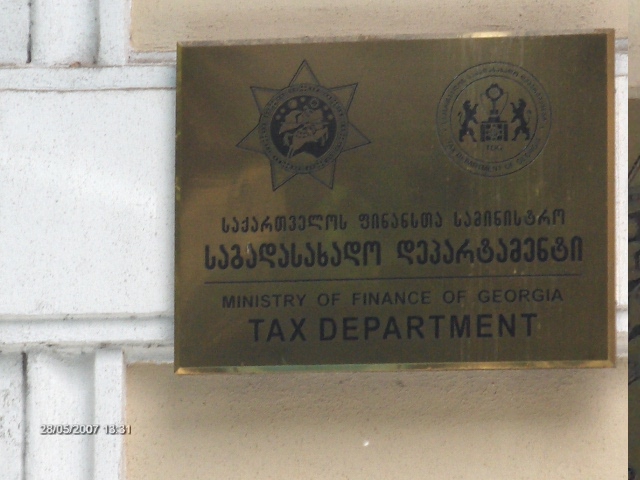 საქართველოს ფინანსთა სამინისტრო
საგადასახადო დეპარტამენტი
MINISTRY OF FINANCE OF GEORGIA
TAX DEPARTMENT
28/05/2007 13:31